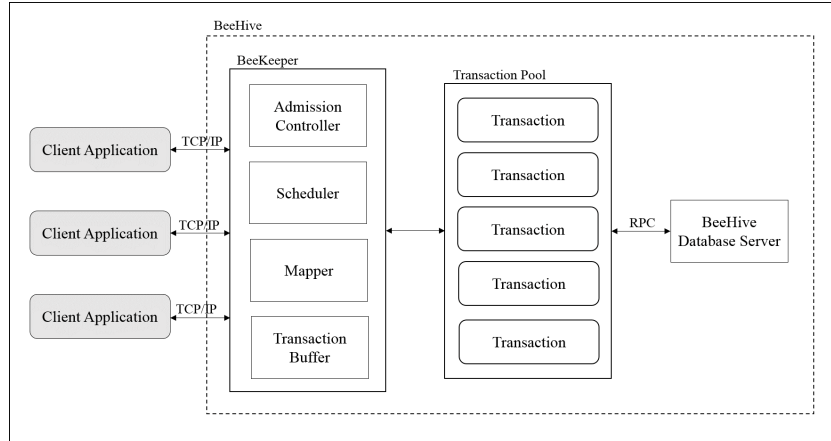 BeeHive
BeeKeeper
Transaction Pool
Admission
Controller
Scheduler
Mapper
Transaction
Buffer
Client Application
TCP/IP
Client Application
TCP/IP
Client Application
TCP/IP
Transaction
Transaction
Transaction
Transaction
Transaction
RPC
BeeHive
Database Server